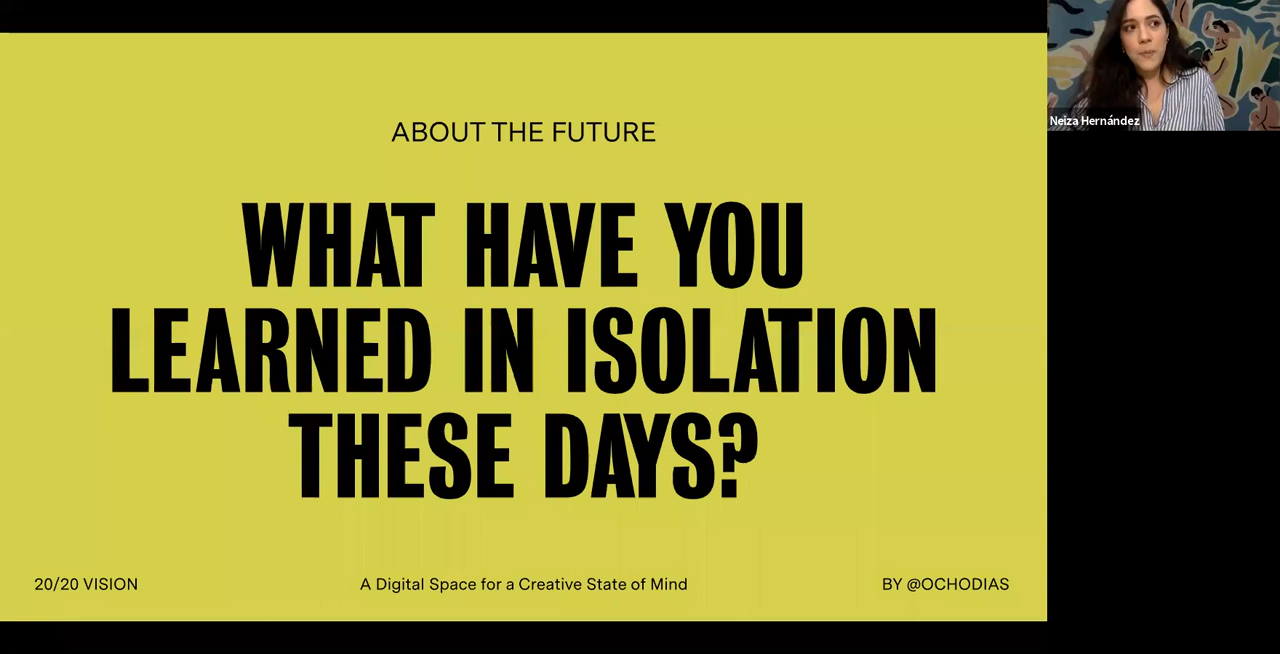 ABOUT THE FUTURE
WHAT HAVE YOU
LEARNED IN ISOLATION
THESE DAYS?
20/20 VISION
A Digital Space for a Creative State of Mind
BY @OCHODIAS
Neiza Hernández